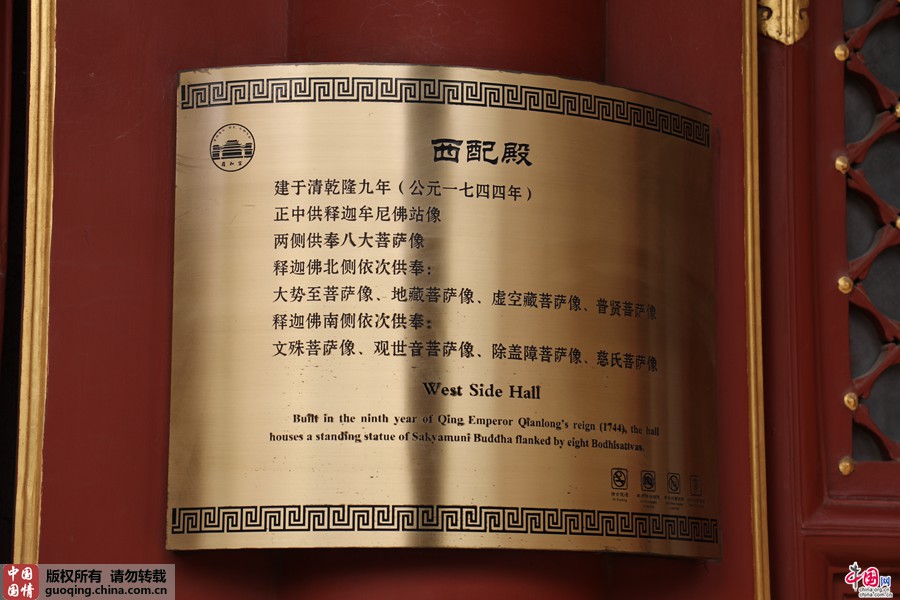 西配殿
建于清乾隆九年（公元一七四四年）
正中供释迦牟尼佛站像
两侧供奉八大菩萨像
释迦佛北侧依次供奉：
大势至菩萨像、地藏菩萨像、虚空藏菩萨像、普贤菩萨像
释迦佛南侧依次供奉：
文殊菩萨像、观世音菩萨像、除盖障菩萨像、慈氏菩萨像
West Side Hall
Built in the ninth year of Qing Emperor Qianlong's reign (1744), the hall
houses a standing statue of Sakyamuni Buddha flanked by eight Bodhisattvas.
中国国情
版权所有 请勿转载
guoqing.china.com.cn
中国网
china.com.cn